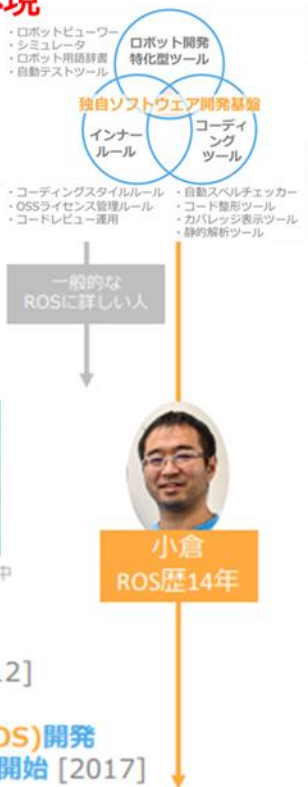 境
・ロボットビューワー
・シミュレータ
・ロボット用語辞書
・自動テストツール
ロボット開発
特化型ツール
独自ソフトウェア開発基盤
インナー
ルール
コーディ
ング
ツール
・コーディングスタイルルール
・OSSライセンス管理ルール
・コードレビュー運用
・自動スペルチェッカー
・コード整形ツール
・カバレッジ表示ツール
・静的解析ツール
一般的な
ROSに詳しい人
小倉
ROS歴14年
中
2]
OS)開発
開始 [2017]